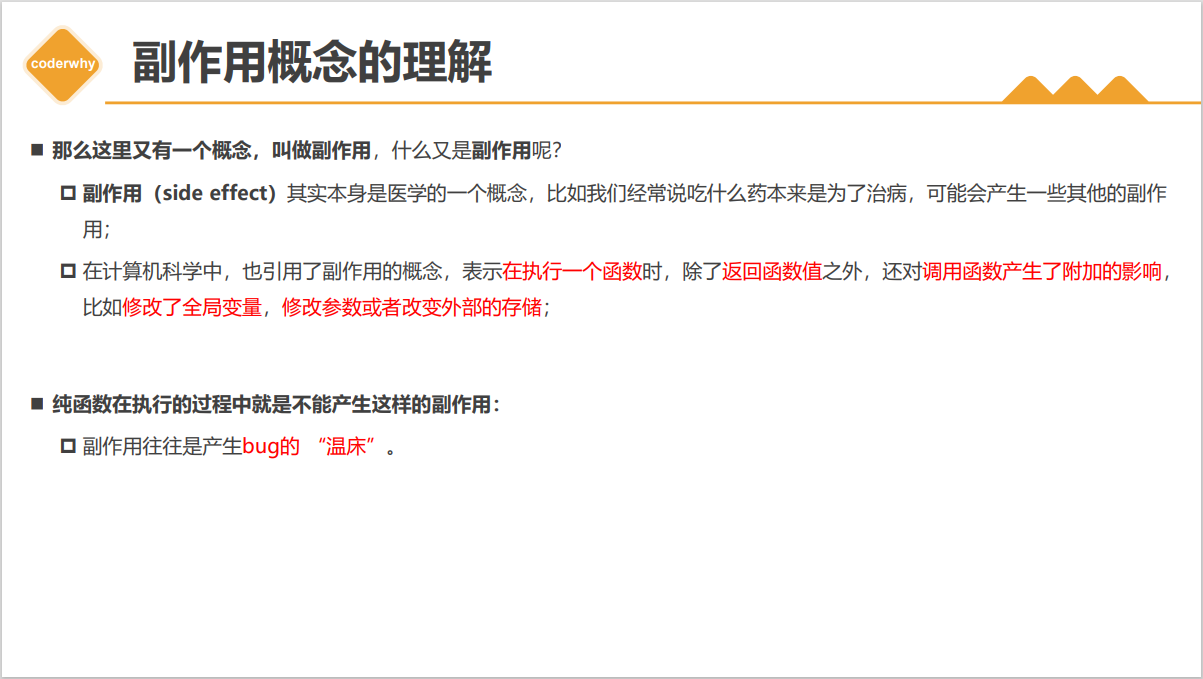 coderwhy
副作用概念的理解
■ 那么这里又有一个概念，叫做副作用，什么又是副作用呢？
副作用（side effect）其实本身是医学的一个概念，比如我们经常说吃什么药本来是为了治病，可能会产生一些其他的副作
用；
在计算机科学中，也引用了副作用的概念，表示在执行一个函数时，除了返回函数值之外，还对调用函数产生了附加的影响，
比如修改了全局变量，修改参数或者改变外部的存储；
■ 纯函数在执行的过程中就是不能产生这样的副作用：
副作用往往是产生bug的 “温床” 。